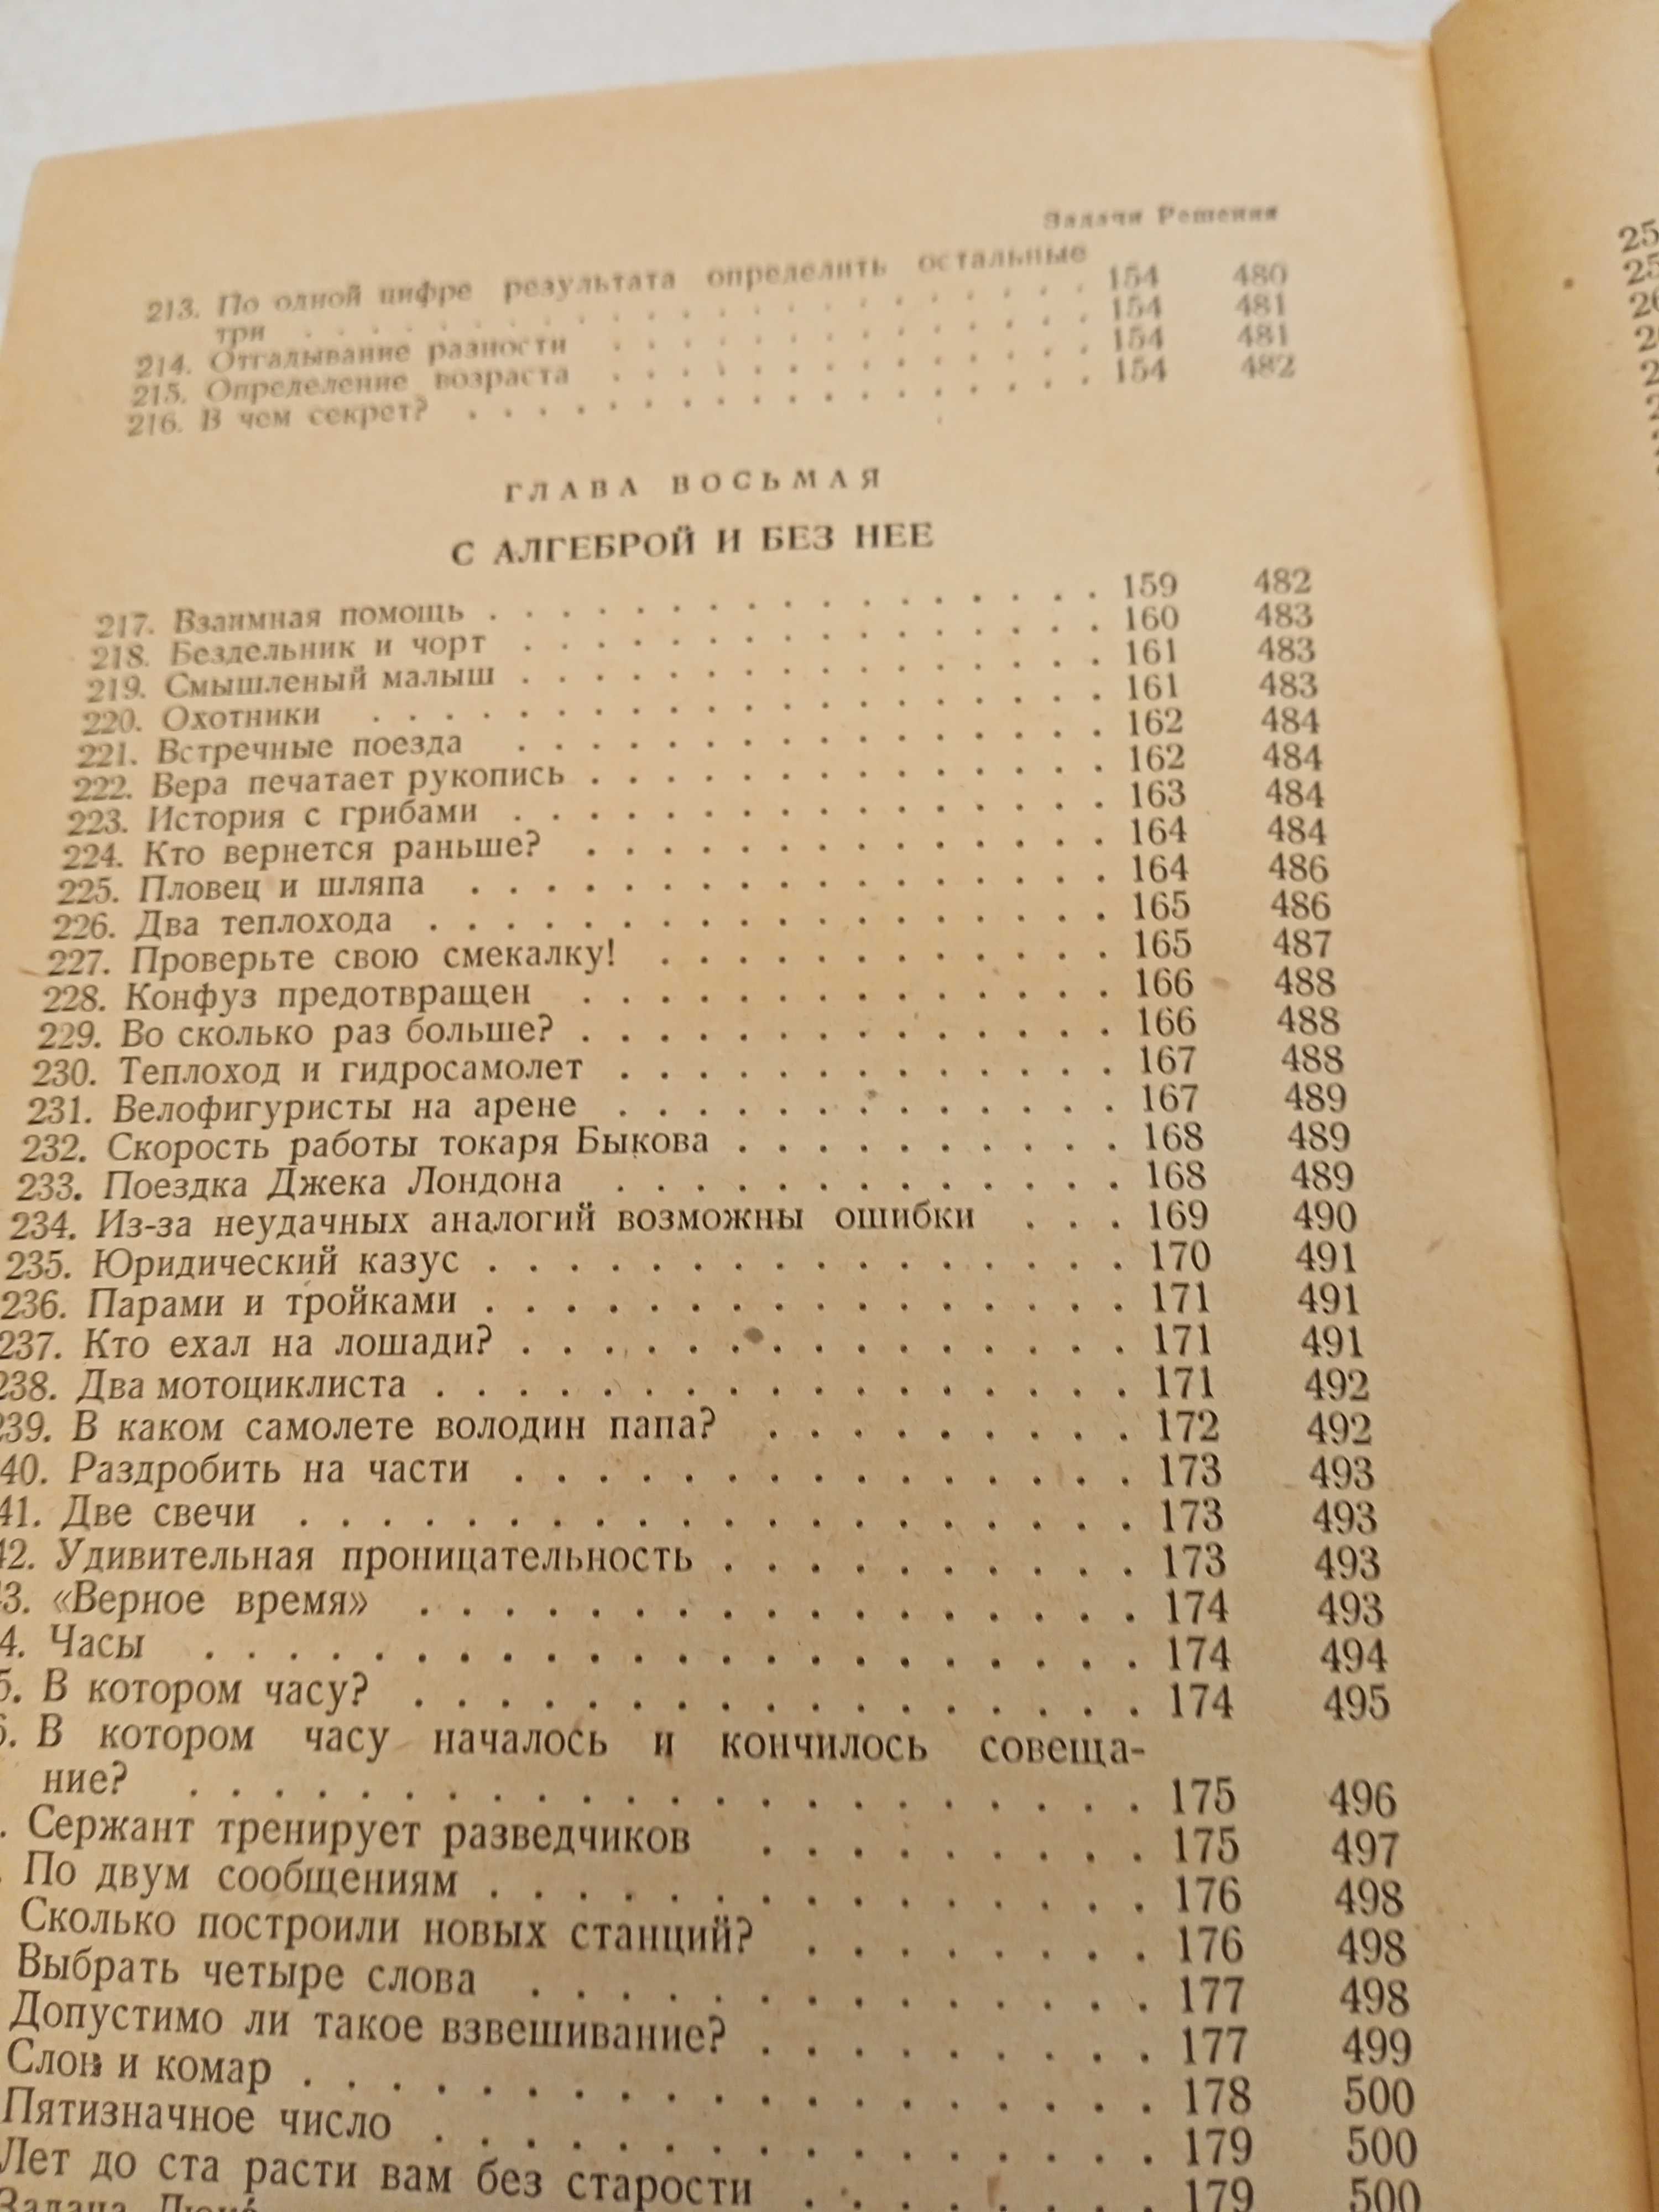 Задачи Решения
213. По одной цифре результата определить остальные
три . . . . . . . . . . . . . . . . . 154 480
214. Отгадывание разности . . . . . . . . . . . 154 481
215. Определение возраста . . . . . . . . . . . 154 481
216. В чем секрет? . . . . . . . . . . . . . . 154 482
ГЛАВА ВОСЬМАЯ
С АЛГЕБРОЙ И БЕЗ НЕЕ
217. Взаимная помощь . . . . . . . . . . . . . . 159 482
218. Бездельник и чорт . . . . . . . . . . . . . 160 483
219. Смышленый малыш . . . . . . . . . . . . . 161 483
220. Охотники . . . . . . . . . . . . . . . . 161 483
221. Встречные поезда . . . . . . . . . . . . . 162 484
222. Вера печатает рукопись . . . . . . . . . . . 162 484
223. История с грибами . . . . . . . . . . . . . 163 484
224. Кто вернется раньше? . . . . . . . . . . . . 164 484
225. Пловец и шляпа . . . . . . . . . . . . . . 164 486
226. Два теплохода . . . . . . . . . . . . . . . 165 486
227. Проверьте свою смекалку! . . . . . . . . . . 165 487
228. Конфуз предотвращен . . . . . . . . . . . . 166 488
229. Во сколько раз больше? . . . . . . . . . . . 166 488
230. Теплоход и гидросамолет . . . . . . . . . . . 167 488
231. Велофигуристы на арене . . . . . . . . . . . 167 489
232. Скорость работы токаря Быкова . . . . . . . . . 168 489
233. Поездка Джека Лондона . . . . . . . . . . . 168 489
234. Из-за неудачных аналогий возможны ошибки . . . 169 490
235. Юридический казус . . . . . . . . . . . . . 170 491
236. Парами и тройками . . . . . . . . . . . . . 171 491
237. Кто ехал на лошади? . . . . . . . . . . . . . 171 491
238. Два мотоциклиста . . . . . . . . . . . . . . 171 492
239. В каком самолете володин папа? . . . . . . . . 172 492
40. Раздробить на части . . . . . . . . . . . . . 173 493
41. Две свечи . . . . . . . . . . . . . . . . . 173 493
42. Удивительная проницательность . . . . . . . . . 173 493
3. «Верное время» . . . . . . . . . . . . . . . 174 493
4. Часы . . . . . . . . . . . . . . . . . . . 174 494
5. В котором часу? . . . . . . . . . . . . . . . 174 495
6. В котором часу началось и кончилось совеща-
ние? . . . . . . . . . . . . . . . . . . . 175 496
. Сержант тренирует разведчиков . . . . . . . . . 175 497
. По двум сообщениям . . . . . . . . . . . . . 176 498
Сколько построили новых станций? . . . . . . . . 176 498
Выбрать четыре слова . . . . . . . . . . . . . 177 498
Допустимо ли такое взвешивание? . . . . . . . . . 177 499
Слон и комар . . . . . . . . . . . . . . . . 178 500
Пятизначное число . . . . . . . . . . . . . . 179 500
Лет до ста расти вам без старости . . . . . . . . 179 500
Задача